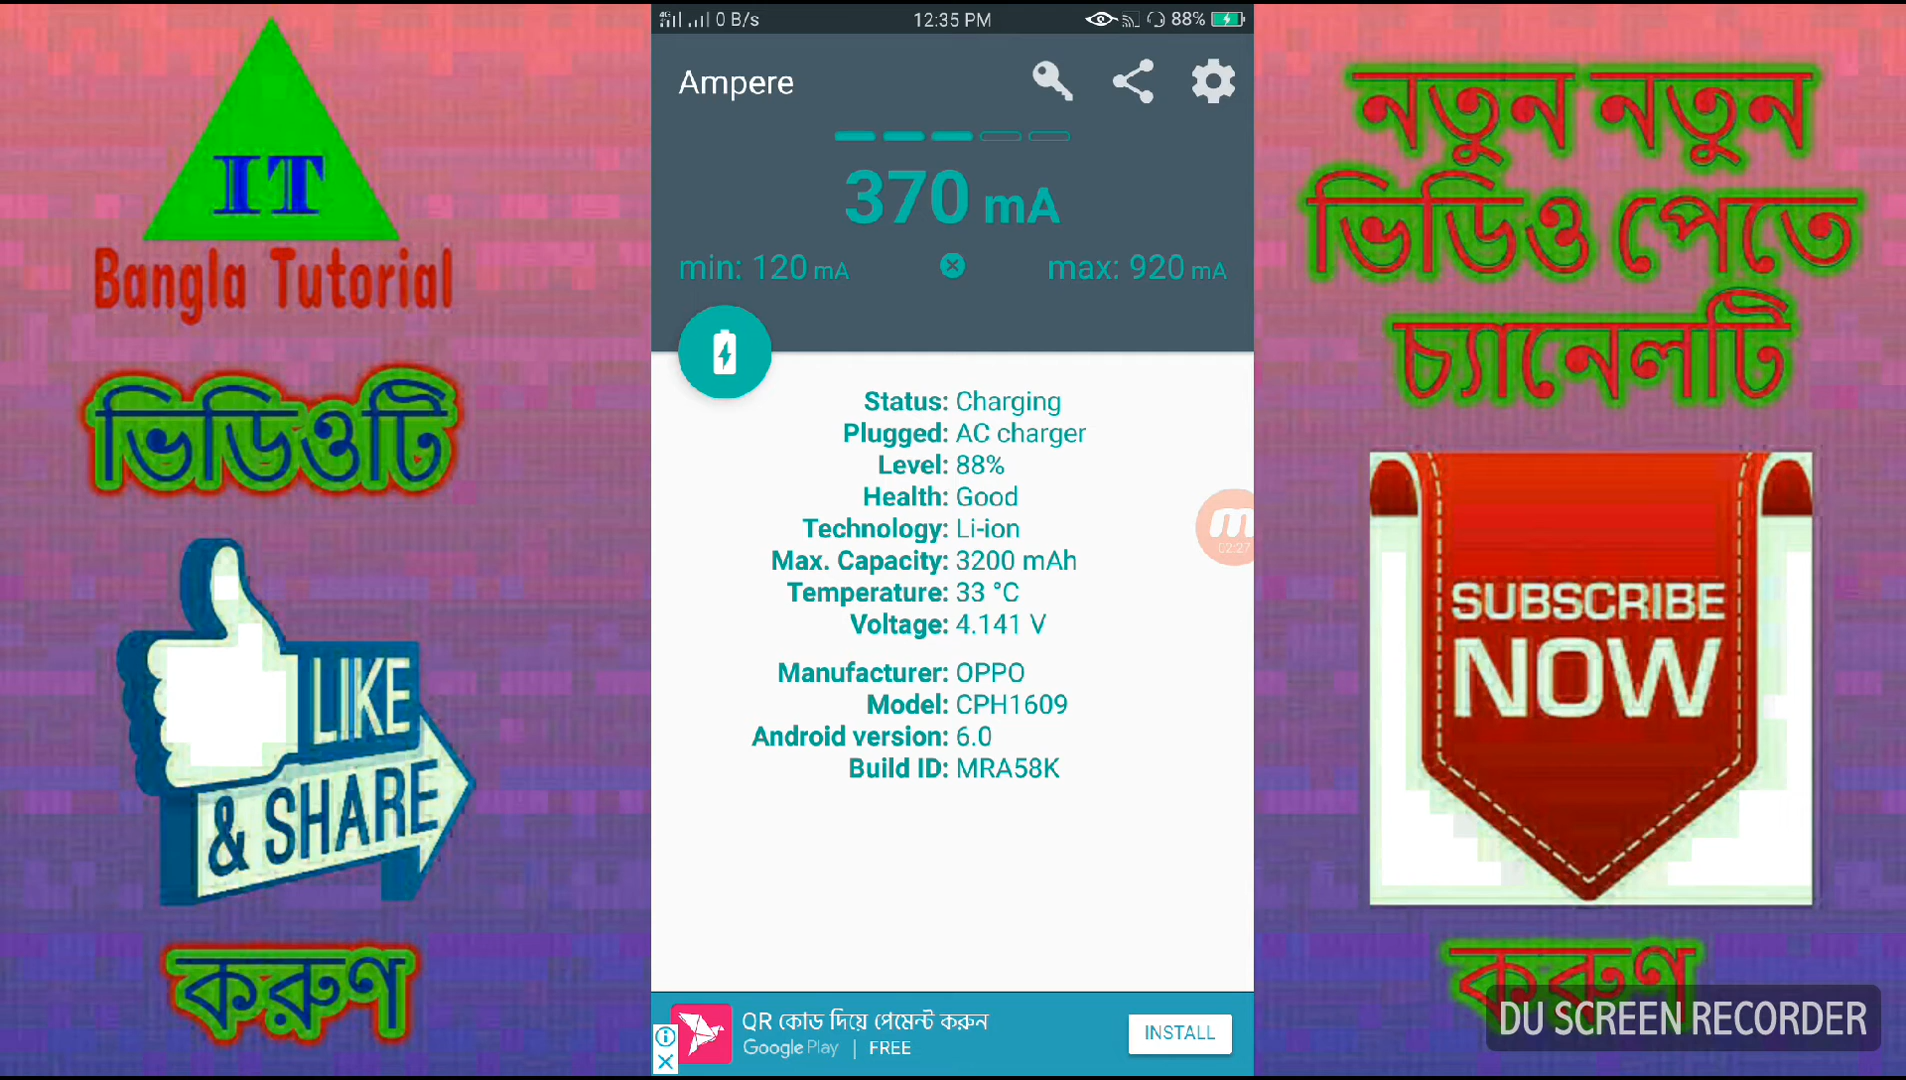 IT
Bangla Tutorial
ভিডিওটি
LIKE
& SHARE
করুণ
0 B/s
12:35 PM
88%
Ampere
370 mA
min: 120 mA
max: 920 mA
Status: Charging
Plugged: AC charger
Level: 88%
Health: Good
Technology: Li-ion
Max. Capacity: 3200 mAh
Temperature: 33 °C
Voltage: 4.141 V
Manufacturer: OPPO
Model: CPH1609
Android version: 6.0
Build ID: MRA58K
02:27
QR কোড দিয়ে পেমেন্ট করুন
Google Play | FREE
INSTALL
নতুন নতুন
ভিডিও পেতে
চ্যানেলটি
SUBSCRIBE
NOW
করুণ
DU SCREEN RECORDER